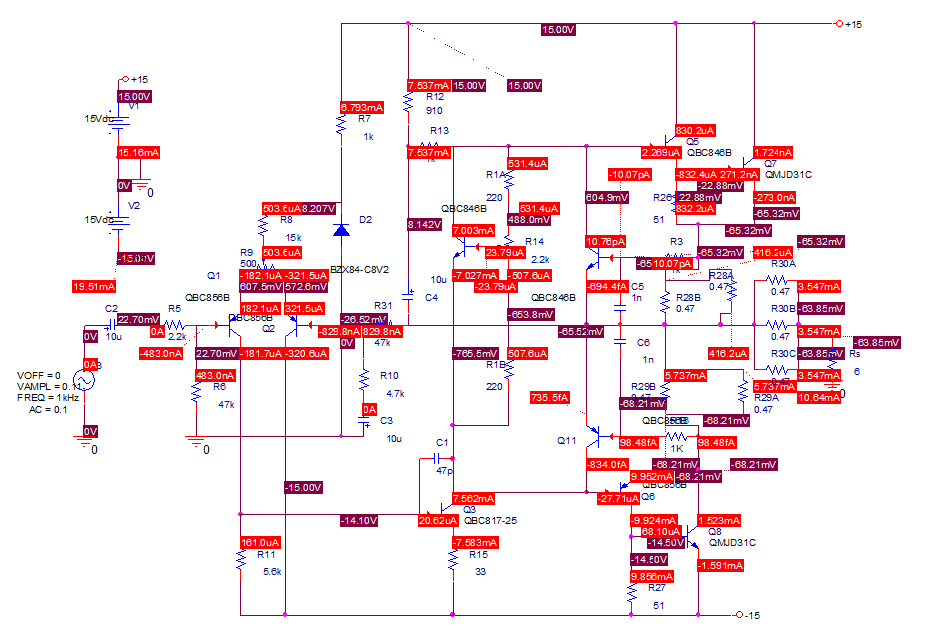 15.00V
+15
+15
15.00V
V1
15Vdc
15.16mA
0V
0
V2
15Vdc
-15.00V
19.51mA
6.793mA
R7
1k
7.537mA
15.00V
15.00V
R12
910
R13
7.537mA
830.2uA
Q5
QBC846B
2.269uA
1.724nA
Q7
QMJD31C
-832.4uA
271.2nA
-22.88mV
22.88mV
-273.0nA
R26
832.2uA
51
-65.32mV
-65.32mV
-65.32mV
-10.07pA
604.9mV
531.4uA
R1A
220
531.4uA
488.0mV
QBC846B
7.003mA
R14
23.79uA
2.2k
-7.027mA
-507.6uA
-23.79uA
503.6uA
8.207V
R8
15k
D2
8.142V
R9
503.6uA
500
BZX84-C8V2
10u
C4
Q1
-182.1uA
-321.5uA
607.5mV
572.6mV
QBC856B
182.1uA
321.5uA
QBC856B
Q2
R31
-26.52mV
-829.8nA
829.8nA
47k
0V
C2
22.70mV
10u
R5
0A
2.2k
0V
-483.0nA
22.70mV
-181.7uA
-320.6uA
483.0nA
R6
47k
0A
VOFF = 0
FREQ = 1kHz
AC = 0.1
0V
0
0
R10
4.7k
0A
C3
10u
10.76pA
QBC846B
-694.4fA
C5
1n
R3
-65.32mV
10.07pA
1k
416.2uA
R28A
0.47
R28B
0.47
-653.8mV
-65.52mV
-765.5mV
507.6uA
R1B
220
C6
1n
R30A
0.47
3.547mA
-63.85mV
R30B
0.47
3.547mA
-63.85mV
-63.85mV
R30C
0.47
3.547mA
Rs
6
0
10.64mA
416.2uA
5.737mA
5.737mA
R29B
0.47
R29A
0.47
-68.21mV
-68.21mV
735.5fA
Q11
QBC856B
98.48fA
1K
98.48fA
-834.0fA
-68.21mV
-68.21mV
-68.21mV
9.952mA
QBC856B
Q6
-27.71uA
C1
47p
7.562mA
Q3
QBC817-25
20.62uA
-15.00V
-14.10V
161.0uA
R11
5.6k
-7.583mA
R15
33
-9.924mA
68.10uA
-14.50V
-14.50V
9.856mA
R27
51
1.523mA
Q8
QMJD31C
-1.591mA
-15